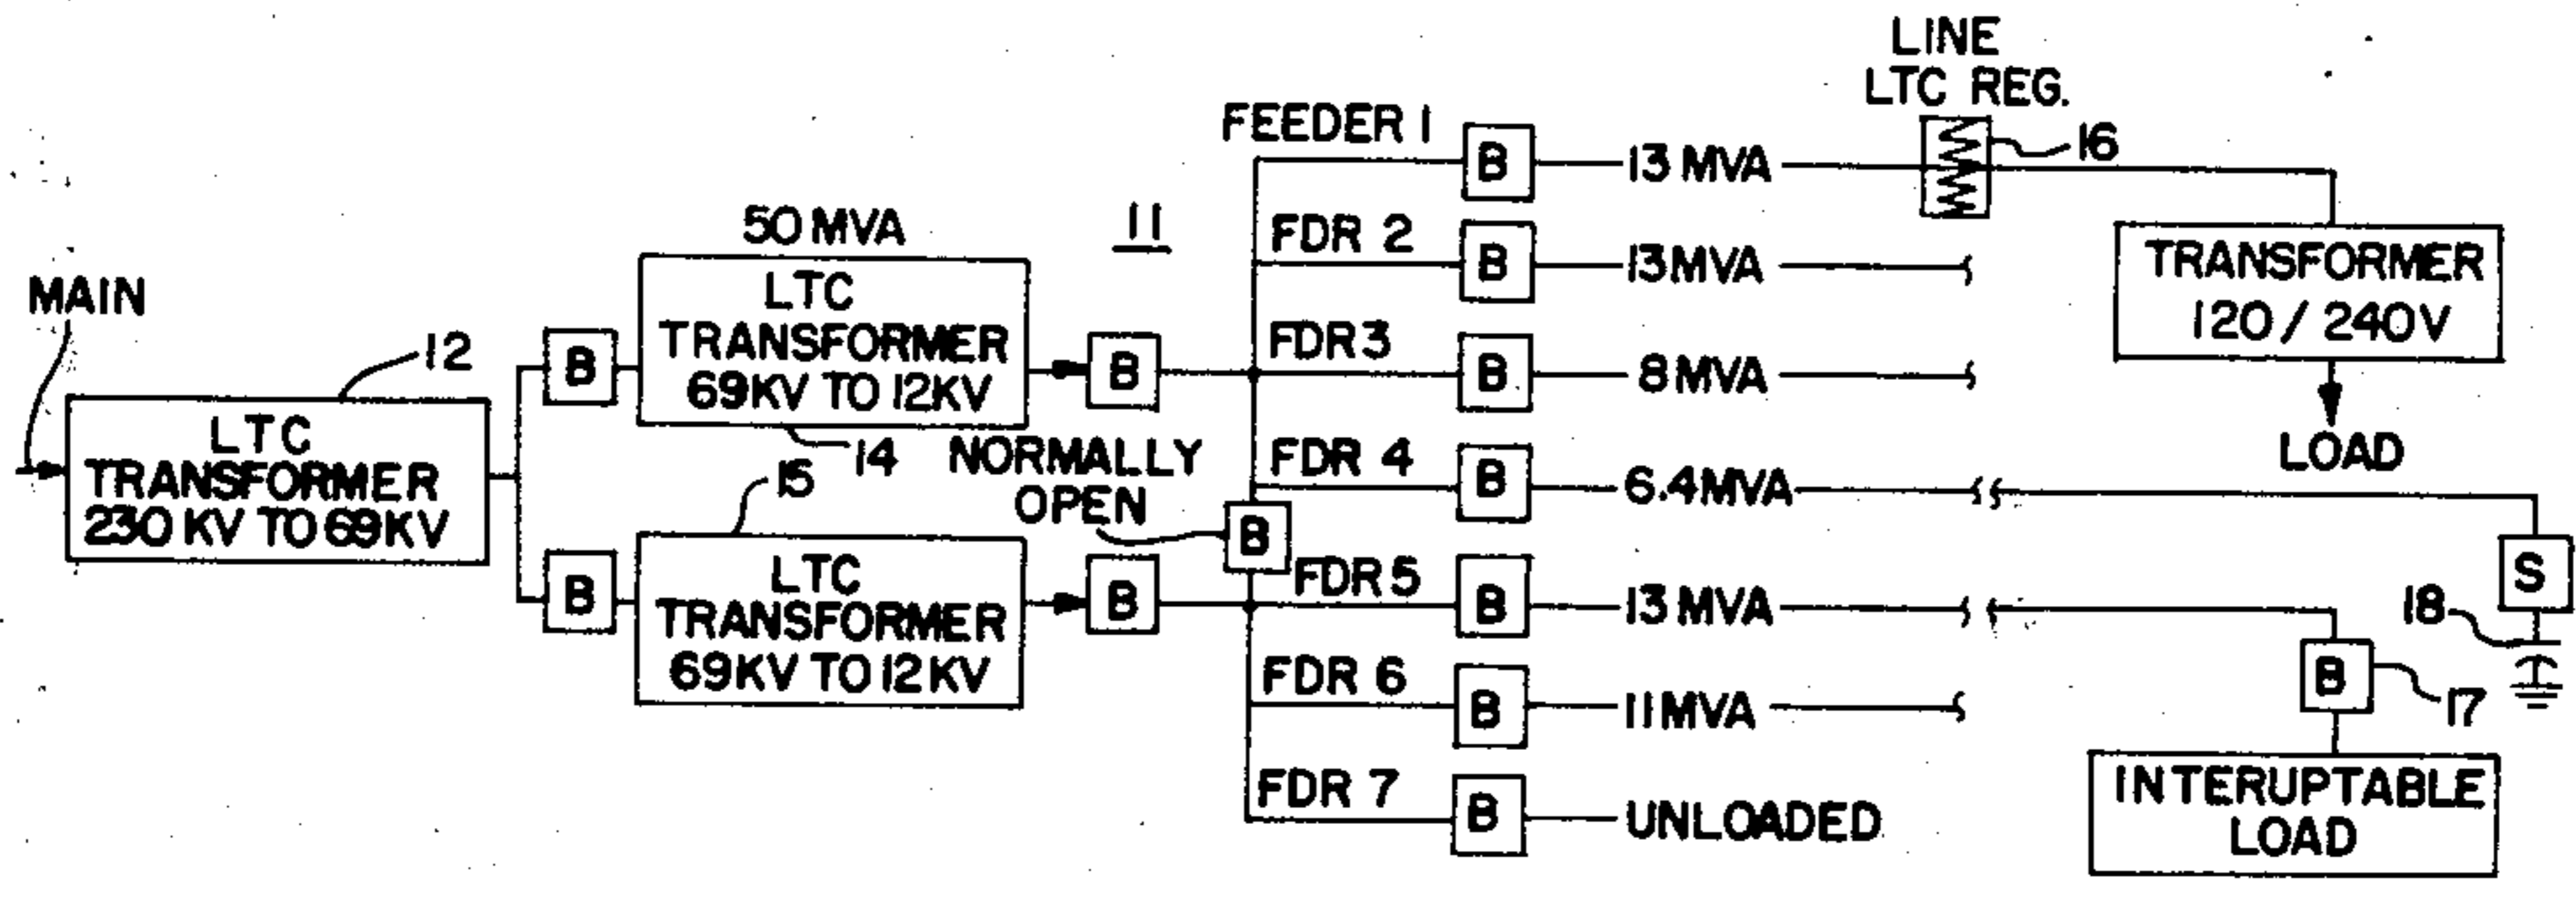 LINE
LTC REG.
16
FEEDER 1
B
13 MVA
50 MVA
11
FDR 2
B
13MVA
TRANSFORMER
120 / 240V
LOAD
MAIN
12
B
LTC
TRANSFORMER
69KV TO 12KV
14
B
FDR3
B
8 MVA
LTC
TRANSFORMER
230 KV TO 69KV
NORMALLY
OPEN
B
FDR 4
B
6.4MVA
S
18
15
B
LTC
TRANSFORMER
69KV TO 12KV
B
FDR 5
B
13 MVA
B
17
INTERUPTABLE
LOAD
FDR 6
B
11MVA
FDR 7
B
UNLOADED